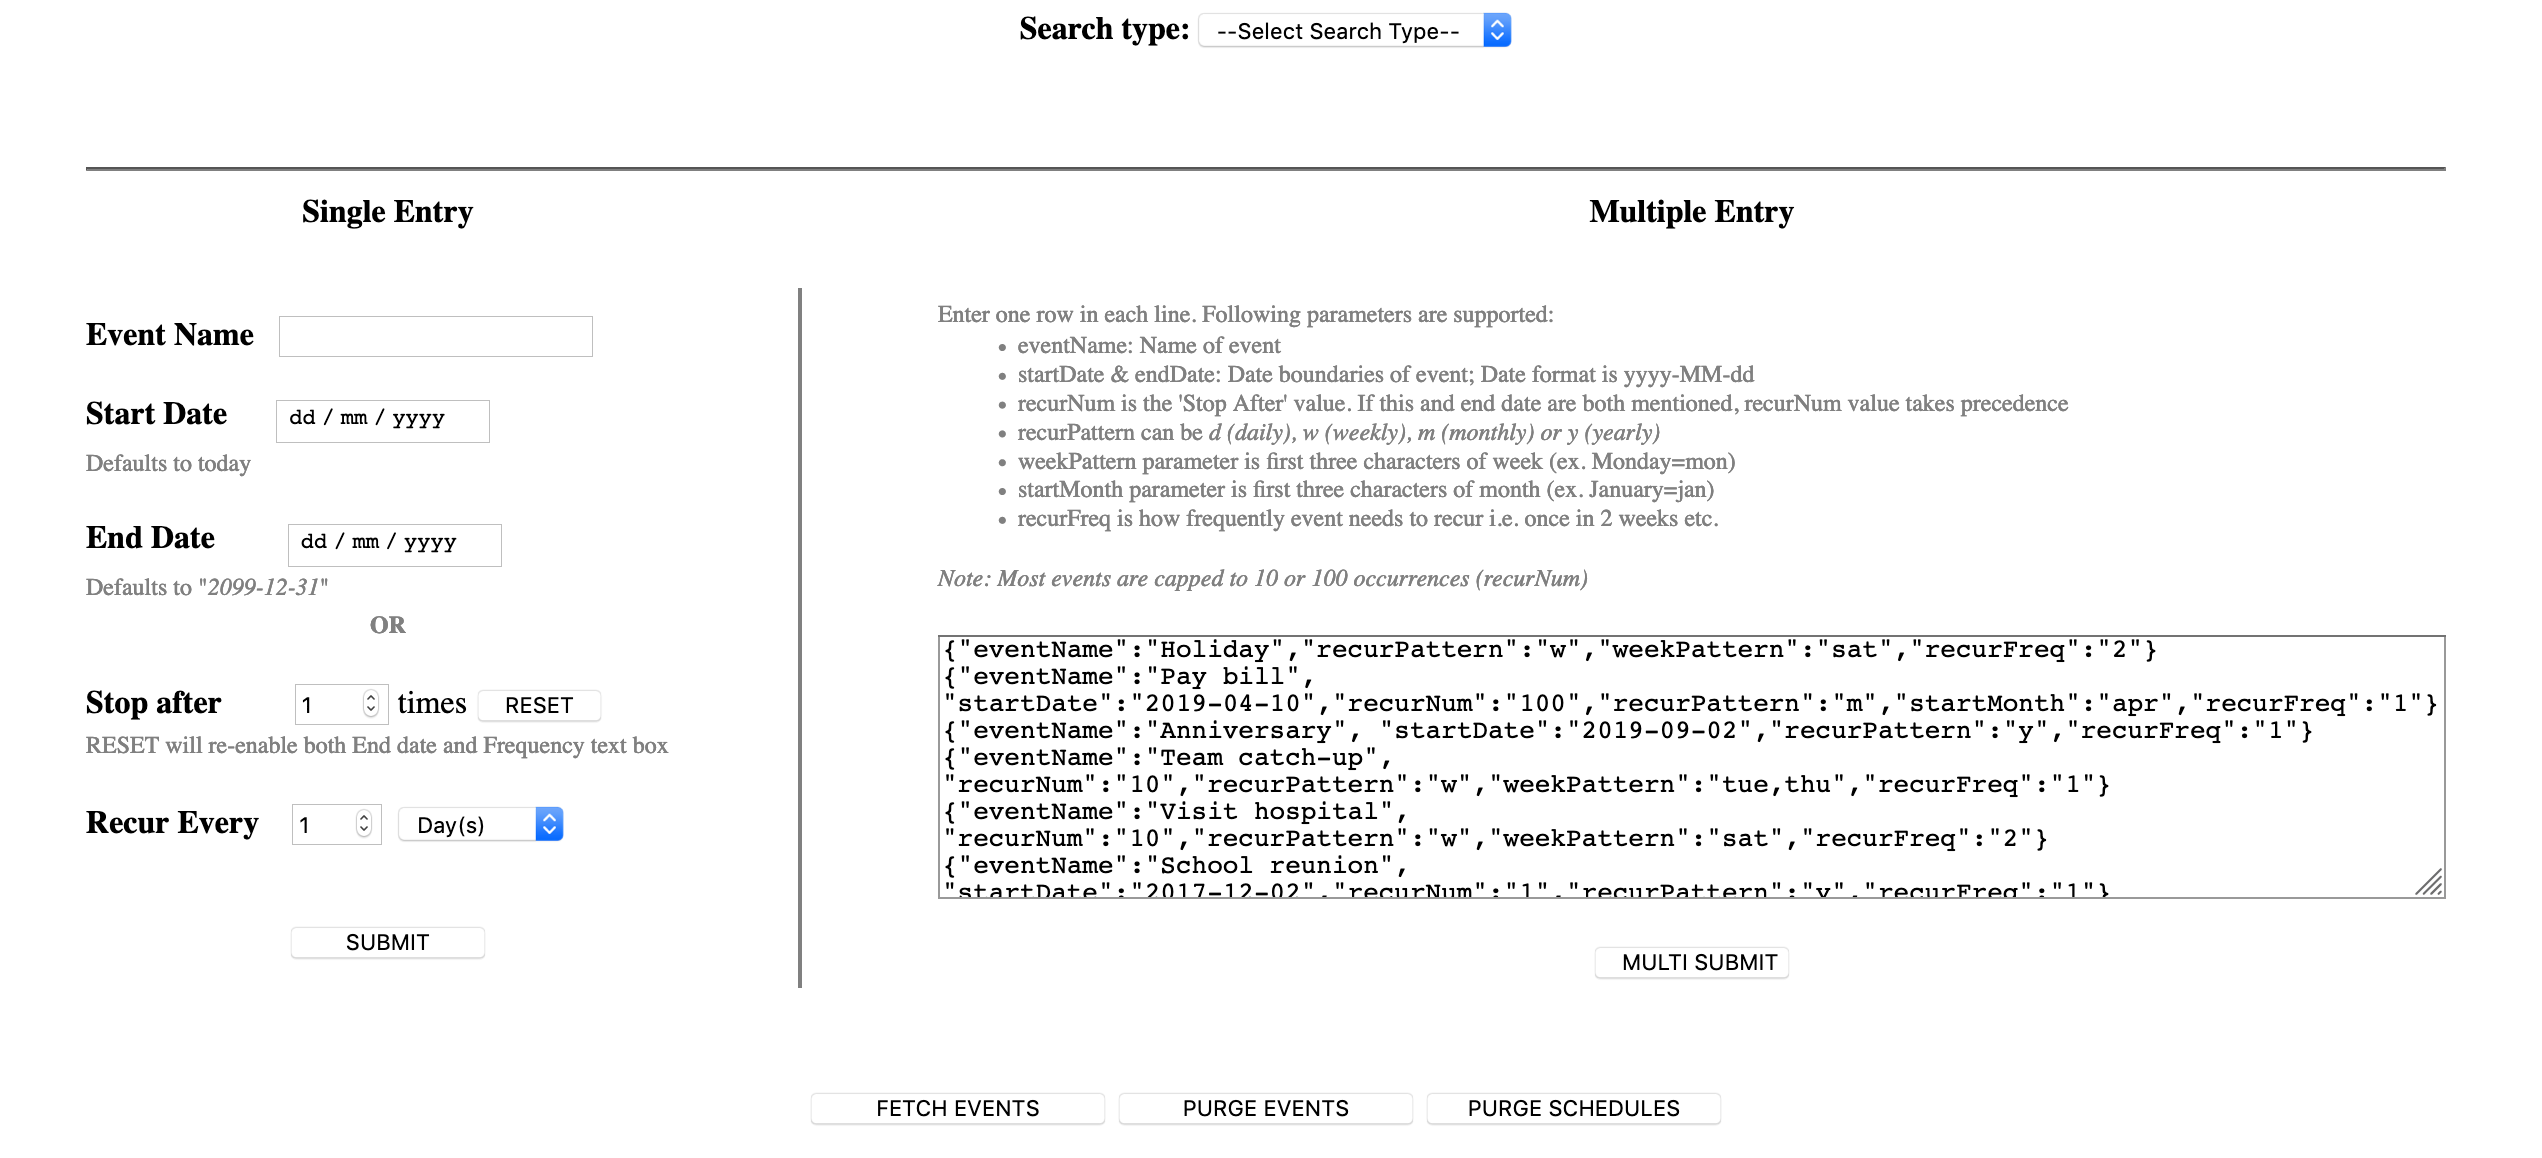 Search type: --Select Search Type--
Single Entry
Event Name
Start Date dd / mm / yyyy
Defaults to today
End Date dd / mm / yyyy
Defaults to "2099-12-31"
OR
Stop after 1 times RESET
RESET will re-enable both End date and Frequency text box
Recur Every 1 Day(s)
SUBMIT
Multiple Entry
Enter one row in each line. Following parameters are supported:
• eventName: Name of event
• startDate & endDate: Date boundaries of event; Date format is yyyy-MM-dd
• recurNum is the 'Stop After' value. If this and end date are both mentioned, recurNum value takes precedence
• recurPattern can be d (daily), w (weekly), m (monthly) or y (yearly)
• weekPattern parameter is first three characters of week (ex. Monday=mon)
• startMonth parameter is first three characters of month (ex. January=jan)
• recurFreq is how frequently event needs to recur i.e. once in 2 weeks etc.
Note: Most events are capped to 10 or 100 occurrences (recurNum)
{"eventName":"Holiday","recurPattern":"w","weekPattern":"sat","recurFreq":"2"}
{"eventName":"Pay bill",
"startDate":"2019-04-10","recurNum":"100","recurPattern":"m","startMonth":"apr","recurFreq":"1"}
{"eventName":"Anniversary", "startDate":"2019-09-02","recurPattern":"y","recurFreq":"1"}
{"eventName":"Team catch-up",
"recurNum":"10","recurPattern":"w","weekPattern":"tue,thu","recurFreq":"1"}
{"eventName":"Visit hospital",
"recurNum":"10","recurPattern":"w","weekPattern":"sat","recurFreq":"2"}
{"eventName":"School reunion",
"startDate":"2017-12-02","recurNum":"1","recurPattern":"y","recurFreq":"1"}
MULTI SUBMIT
FETCH EVENTS PURGE EVENTS PURGE SCHEDULES